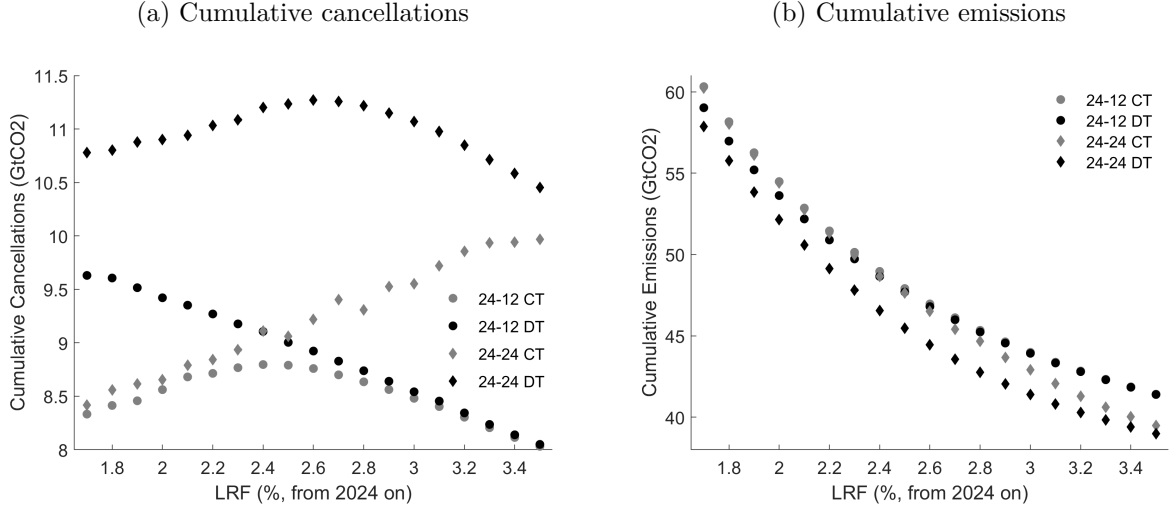 (a) Cumulative cancellations
Cumulative Cancellations (GtCO2)
11.5
11
10.5
10
9.5
9
8.5
8
24-12 CT
24-12 DT
24-24 CT
24-24 DT
1.8 2 2.2 2.4 2.6 2.8 3 3.2 3.4
LRF (%, from 2024 on)
(b) Cumulative emissions
Cumulative Emissions (GtCO2)
60
55
50
45
40
24-12 CT
24-12 DT
24-24 CT
24-24 DT
1.8 2 2.2 2.4 2.6 2.8 3 3.2 3.4
LRF (%, from 2024 on)